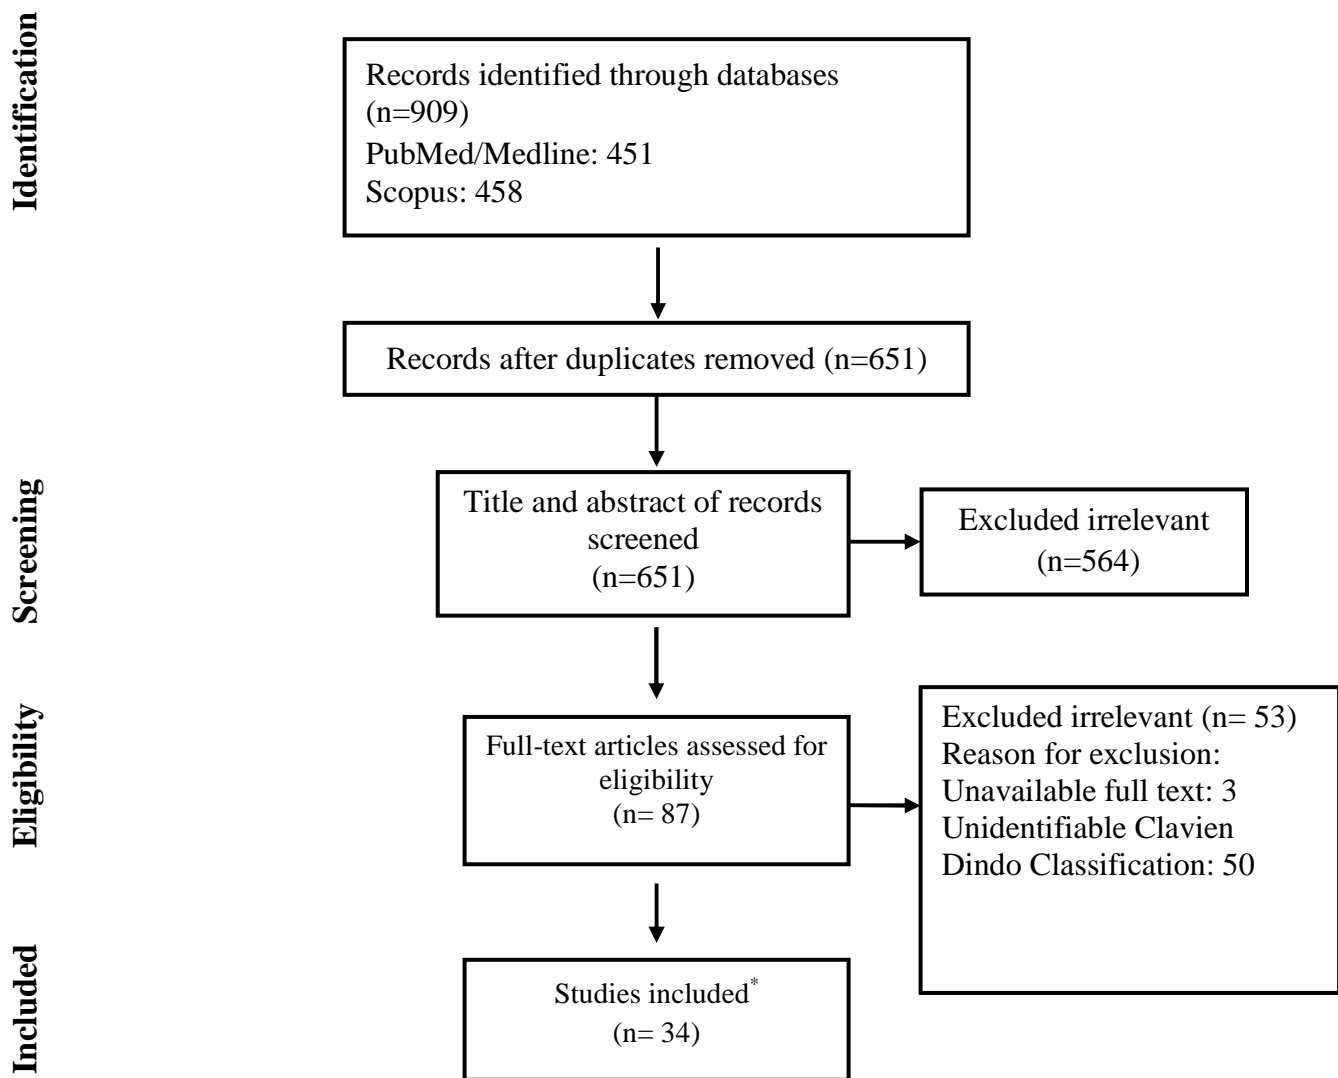 Identification
Records identified through databases
(n=909)
PubMed/Medline: 451
Scopus: 458
Records after duplicates removed (n=651)
Screening
Title and abstract of records
screened
(n=651)
Excluded irrelevant
(n=564)
Eligibility
Full-text articles assessed for
eligibility
(n= 87)
Excluded irrelevant (n= 53)
Reason for exclusion:
Unavailable full text: 3
Unidentifiable Clavien
Dindo Classification: 50
Included
Studies included*
(n= 34)